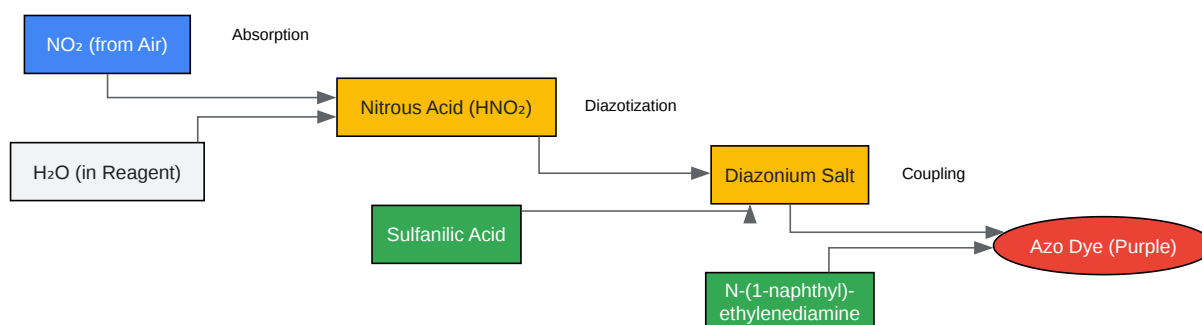 NO₂ (from Air)
Absorption
Nitrous Acid (HNO₂)
Diazotization
H₂O (in Reagent)
Diazonium Salt
Coupling
Sulfanilic Acid
Azo Dye (Purple)
N-(1-naphthyl)-
ethylenediamine